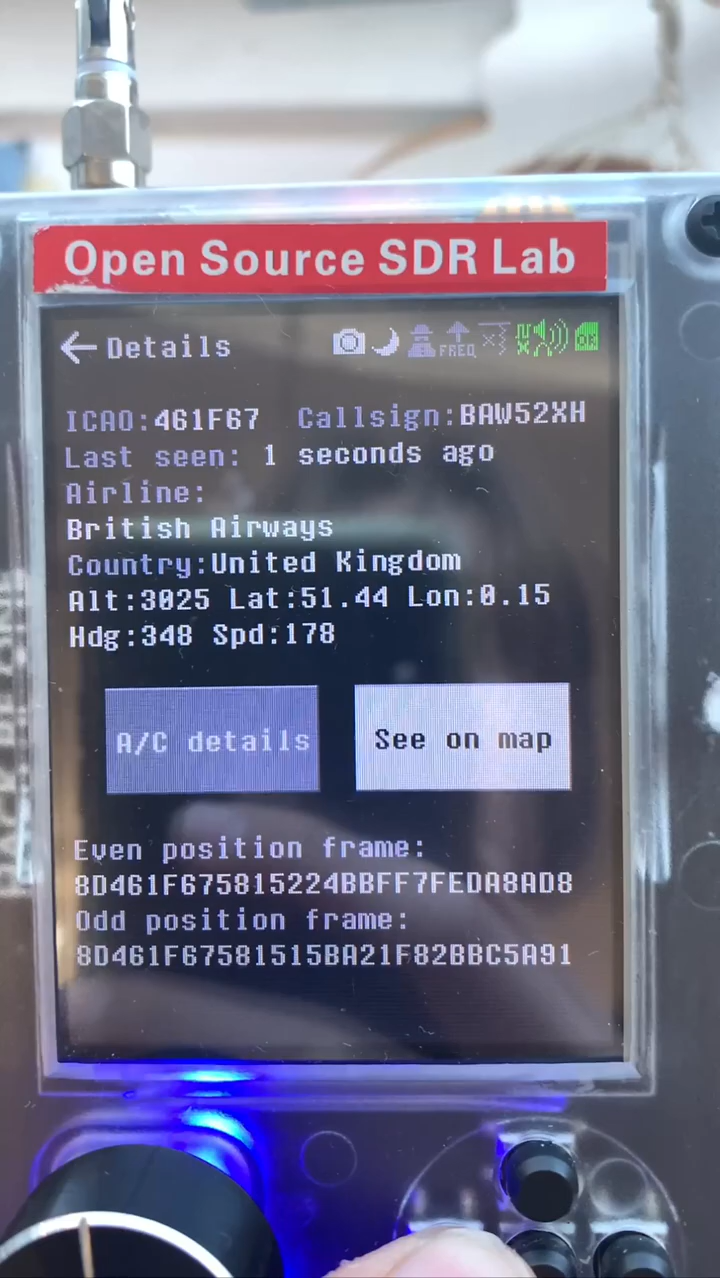 Open Source SDR Lab
Details
FREQ
ICAO:461F67 Callsign:BAW52XH
Last seen: 1 seconds ago
Airline:
British Airways
Country:United Kingdom
Alt:3025 Lat:51.44 Lon:0.15
Hdg:348 Spd:178
A/C details
See on map
Even position frame:
8D461F675815224BBFF7FEDA8AD8
Odd position frame:
8D461F67581515BA21F82BBC5A91